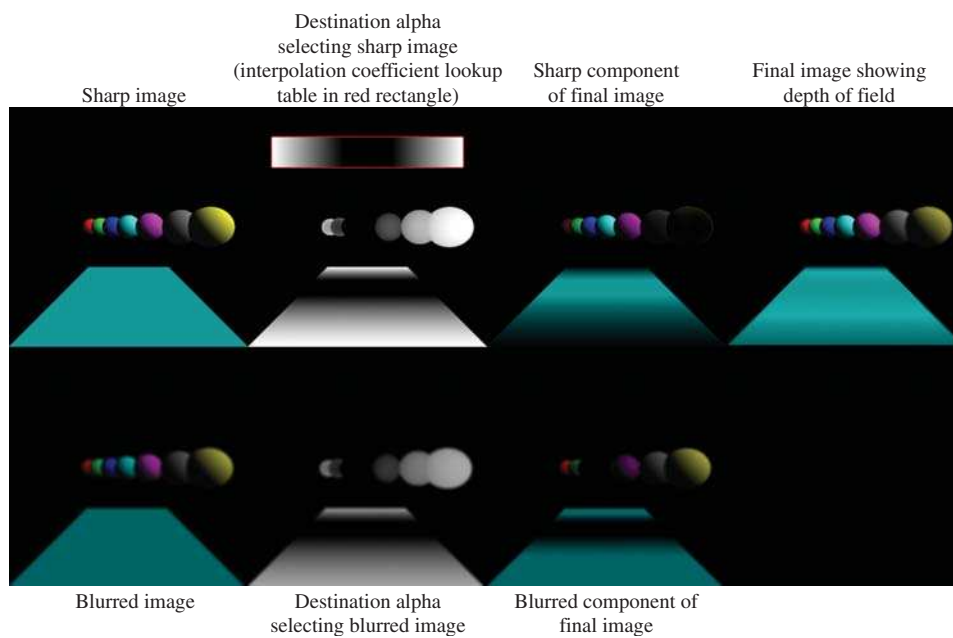 Sharp image
Destination alpha
selecting sharp image
(interpolation coefficient lookup
table in red rectangle)
Sharp component
of final image
Final image showing
depth of field
Blurred image
Destination alpha
selecting blurred image
Blurred component of
final image